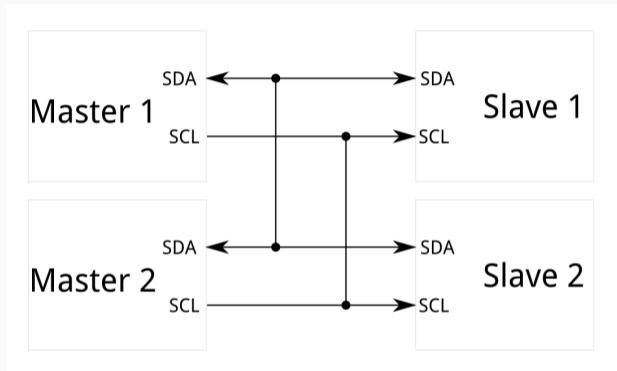 SDA
Master 1
SCL
SDA
Slave 1
SCL
SDA
Master 2
SCL
SDA
Slave 2
SCL